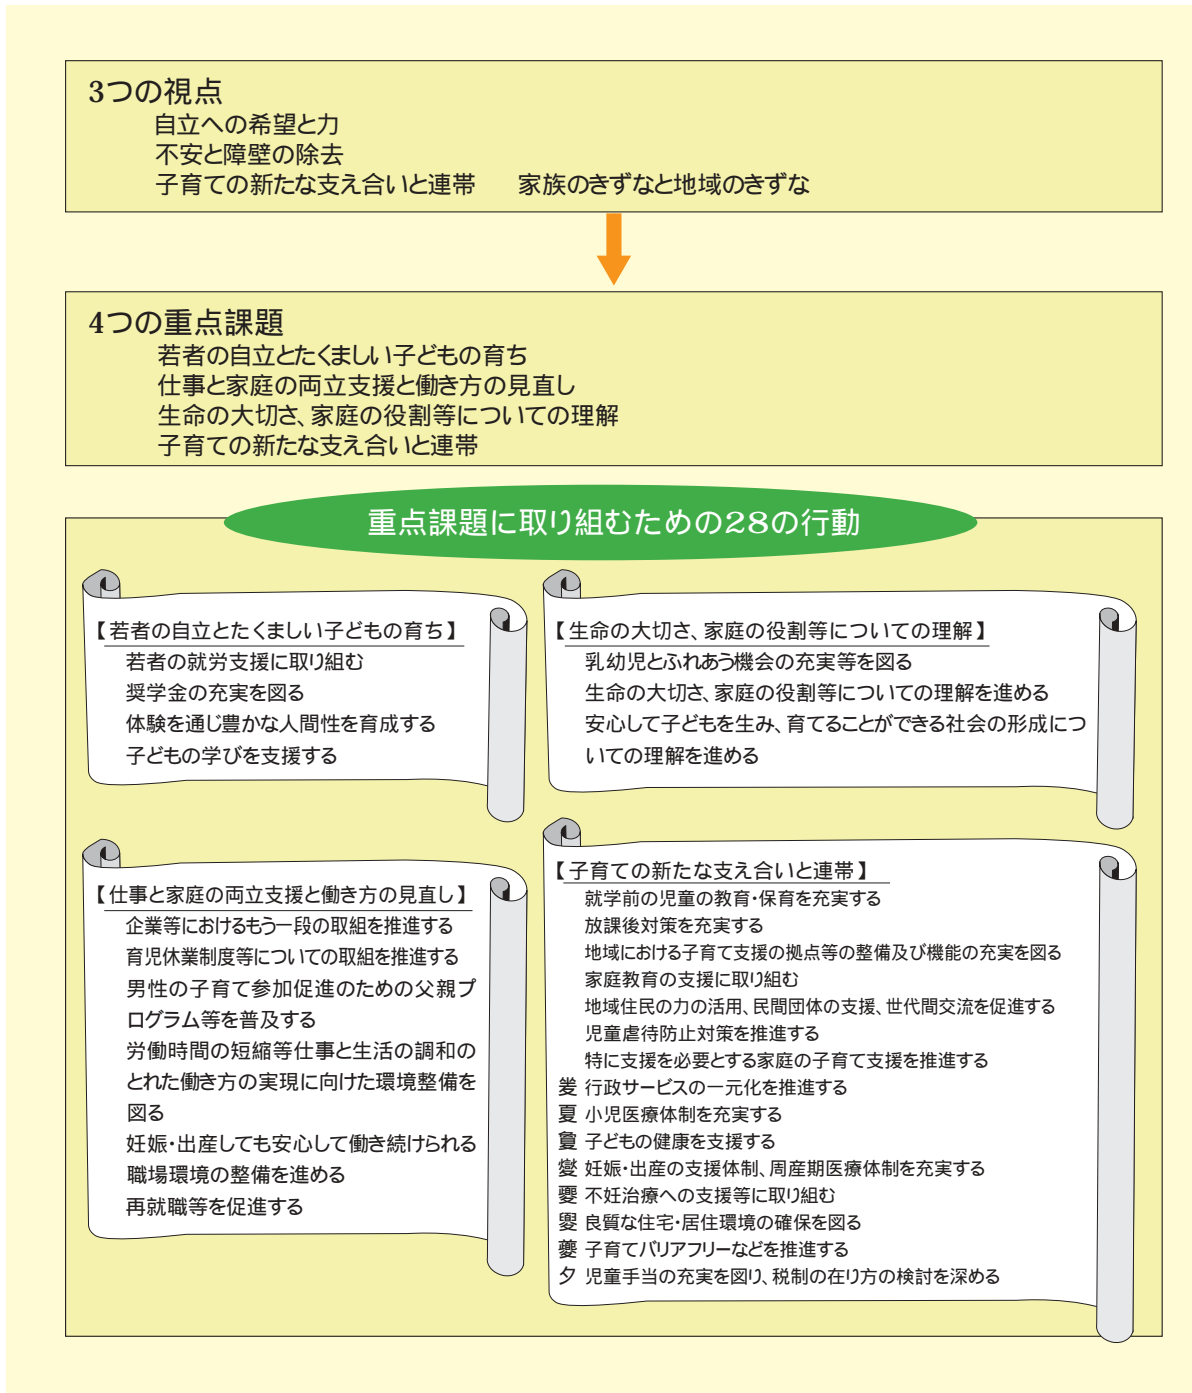 3つの視点
自立への希望と力
不安と障壁の除去
子育ての新たな支え合いと連帯　家族のきずなと地域のきずな
4つの重点課題
若者の自立とたくましい子どもの育ち
仕事と家庭の両立支援と働き方の見直し
生命の大切さ、家庭の役割等についての理解
子育ての新たな支え合いと連帯
重点課題に取り組むための28の行動
【若者の自立とたくましい子どもの育ち】
若者の就労支援に取り組む
奨学金の充実を図る
体験を通じ豊かな人間性を育成する
子どもの学びを支援する
【生命の大切さ、家庭の役割等についての理解】
乳幼児とふれあう機会の充実等を図る
生命の大切さ、家庭の役割等についての理解を進める
安心して子どもを生み、育てることができる社会の形成につ
いての理解を進める
【仕事と家庭の両立支援と働き方の見直し】
企業等におけるもう一段の取組を推進する
育児休業制度等についての取組を推進する
男性の子育て参加促進のための父親プ
ログラム等を普及する
労働時間の短縮等仕事と生活の調和の
とれた働き方の実現に向けた環境整備を
図る
妊娠・出産しても安心して働き続けられる
職場環境の整備を進める
再就職等を促進する
【子育ての新たな支え合いと連帯】
就学前の児童の教育・保育を充実する
放課後対策を充実する
地域における子育て支援の拠点等の整備及び機能の充実を図る
家庭教育の支援に取り組む
地域住民の力の活用、民間団体の支援、世代間交流を促進する
児童虐待防止対策を推進する
特に支援を必要とする家庭の子育て支援を推進する
行政サービスの一元化を推進する
夏 小児医療体制を充実する
子どもの健康を支援する
妊娠・出産の支援体制、周産期医療体制を充実する
不妊治療への支援等に取り組む
良質な住宅・居住環境の確保を図る
子育てバリアフリーなどを推進する
夕 児童手当の充実を図り、税制の在り方の検討を深める